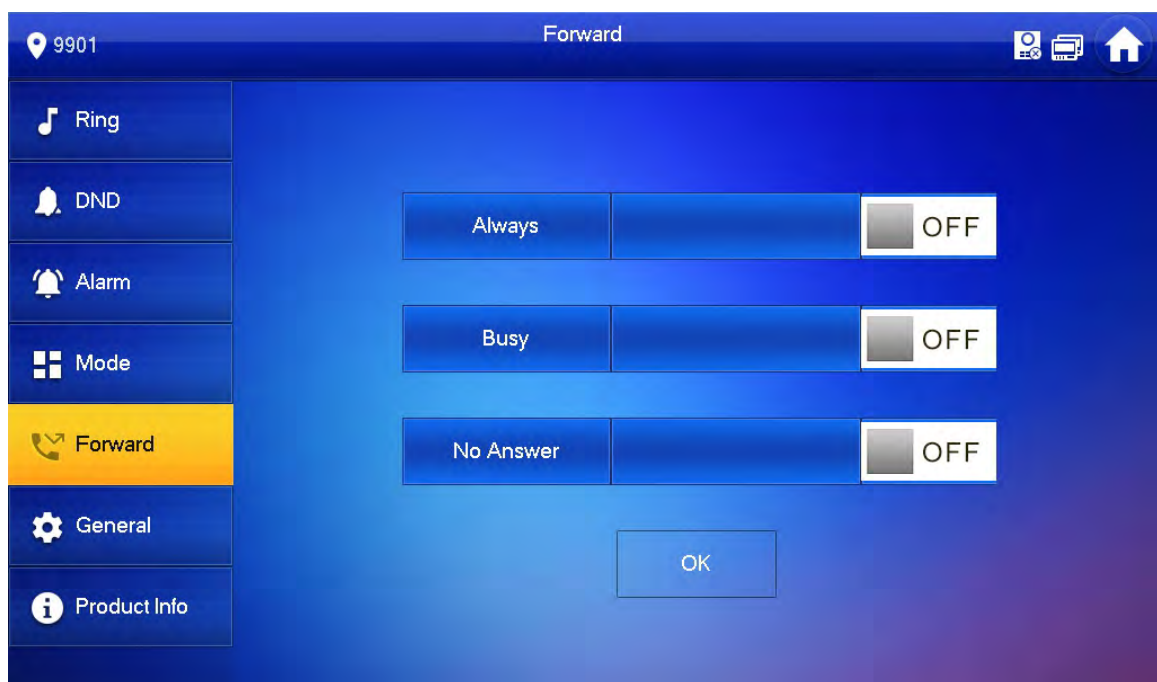 9901
Forward
Ring
DND
Alarm
Mode
Forward
General
Product Info
Always
OFF
Busy
OFF
No Answer
OFF
OK